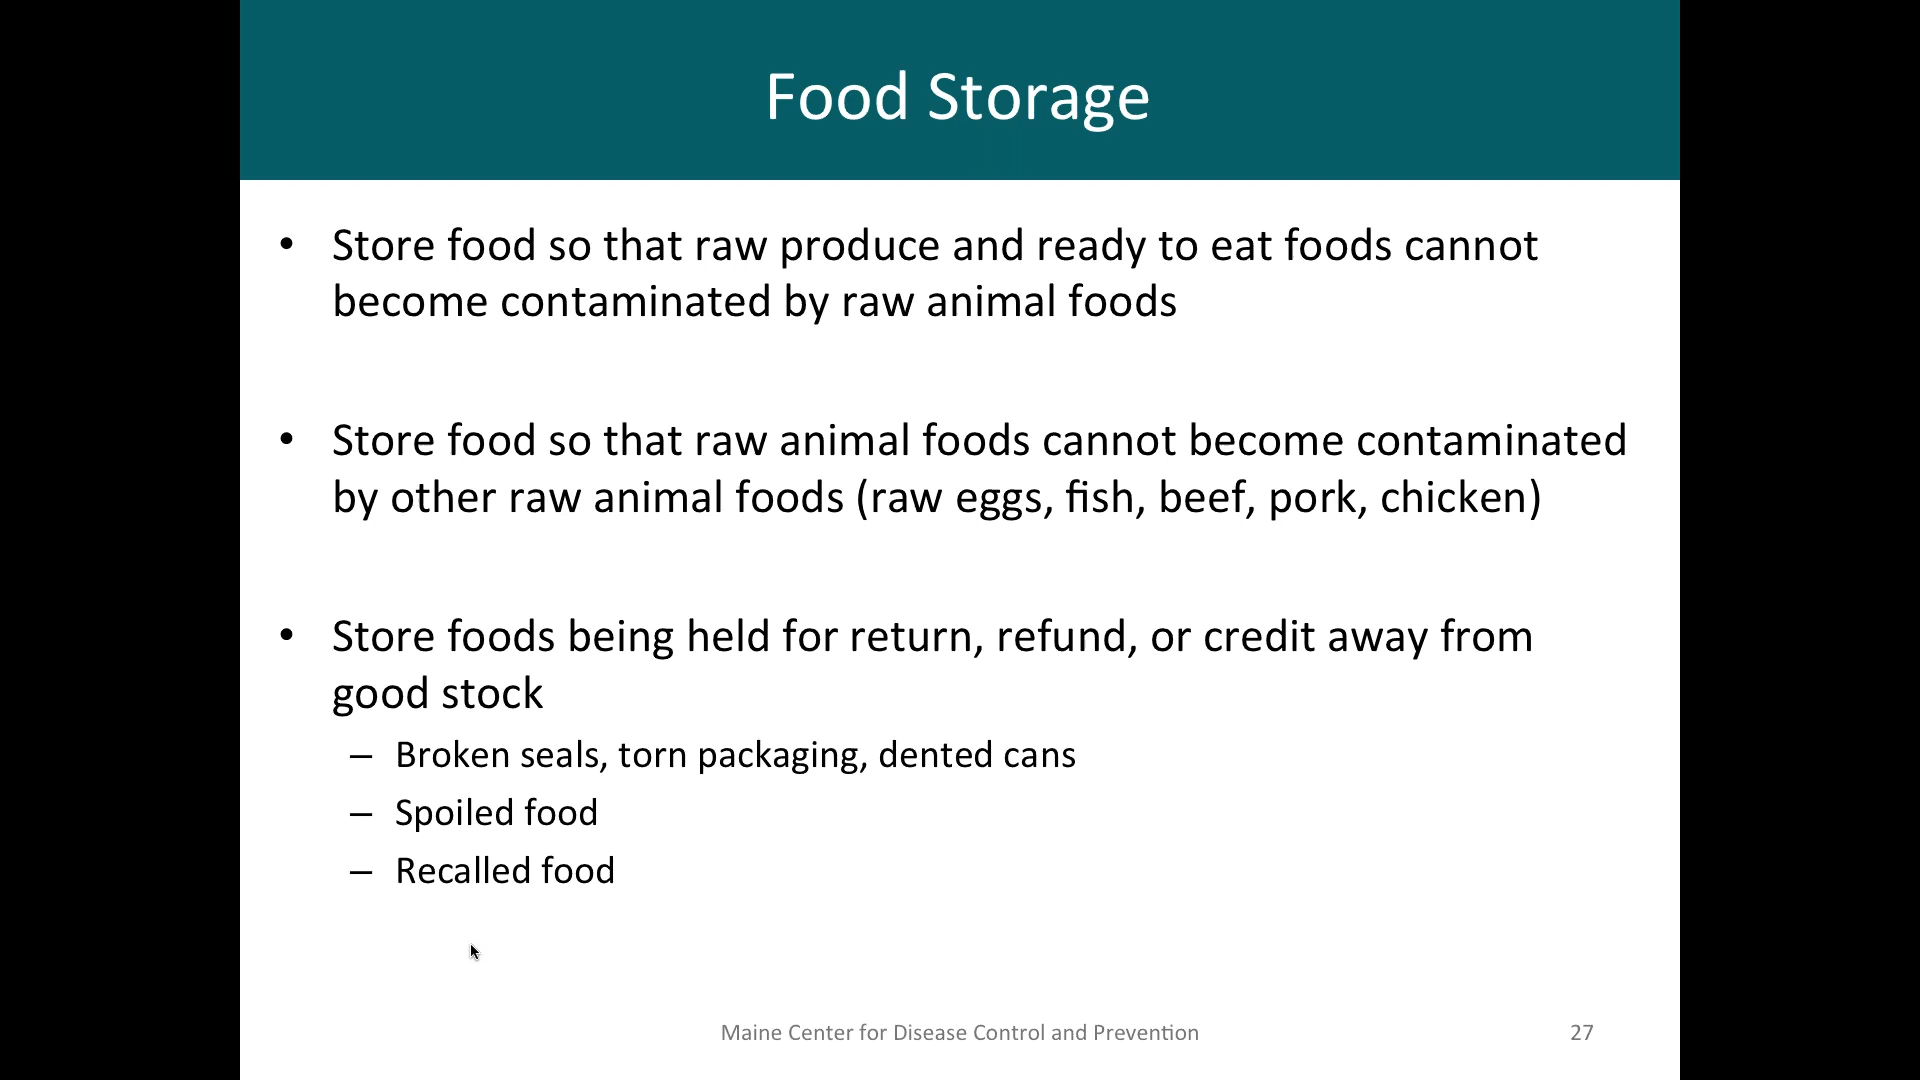 Food Storage
• Store food so that raw produce and ready to eat foods cannot
become contaminated by raw animal foods
• Store food so that raw animal foods cannot become contaminated
by other raw animal foods (raw eggs, fish, beef, pork, chicken)
• Store foods being held for return, refund, or credit away from
good stock
– Broken seals, torn packaging, dented cans
– Spoiled food
– Recalled food
Maine Center for Disease Control and Prevention
27